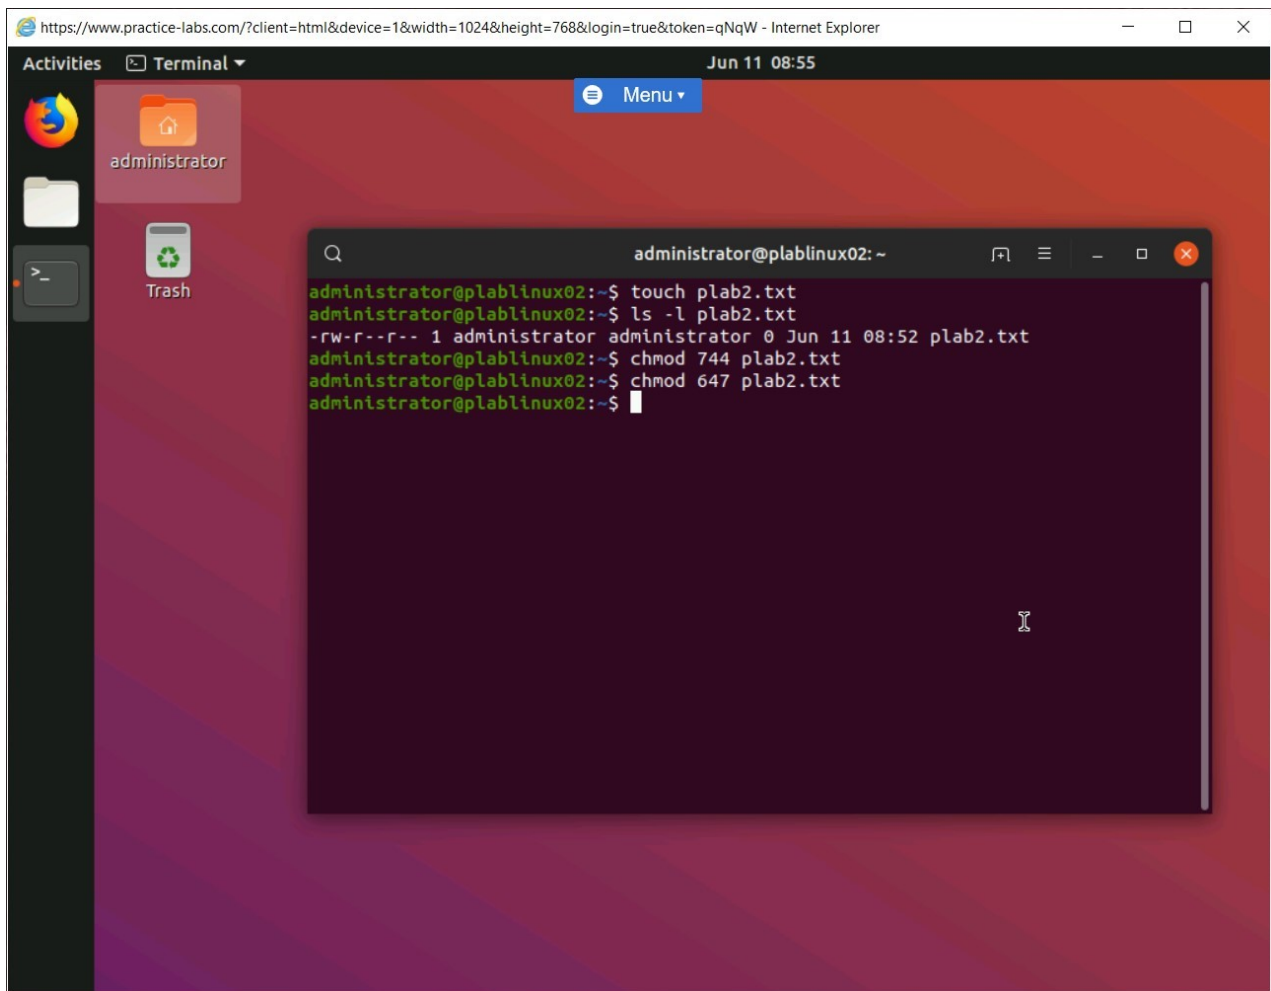 https://www.practice-labs.com/?client=html&device=1&width=1024&height=768&login=true&token=qNqW - Internet Explorer
Activities Terminal Jun 11 08:55
Menu
administrator
Trash
administrator@plablinux02: ~
administrator@plablinux02:~$ touch plab2.txt
administrator@plablinux02:~$ ls -l plab2.txt
-rw-r--r-- 1 administrator administrator 0 Jun 11 08:52 plab2.txt
administrator@plablinux02:~$ chmod 744 plab2.txt
administrator@plablinux02:~$ chmod 647 plab2.txt
administrator@plablinux02:~$